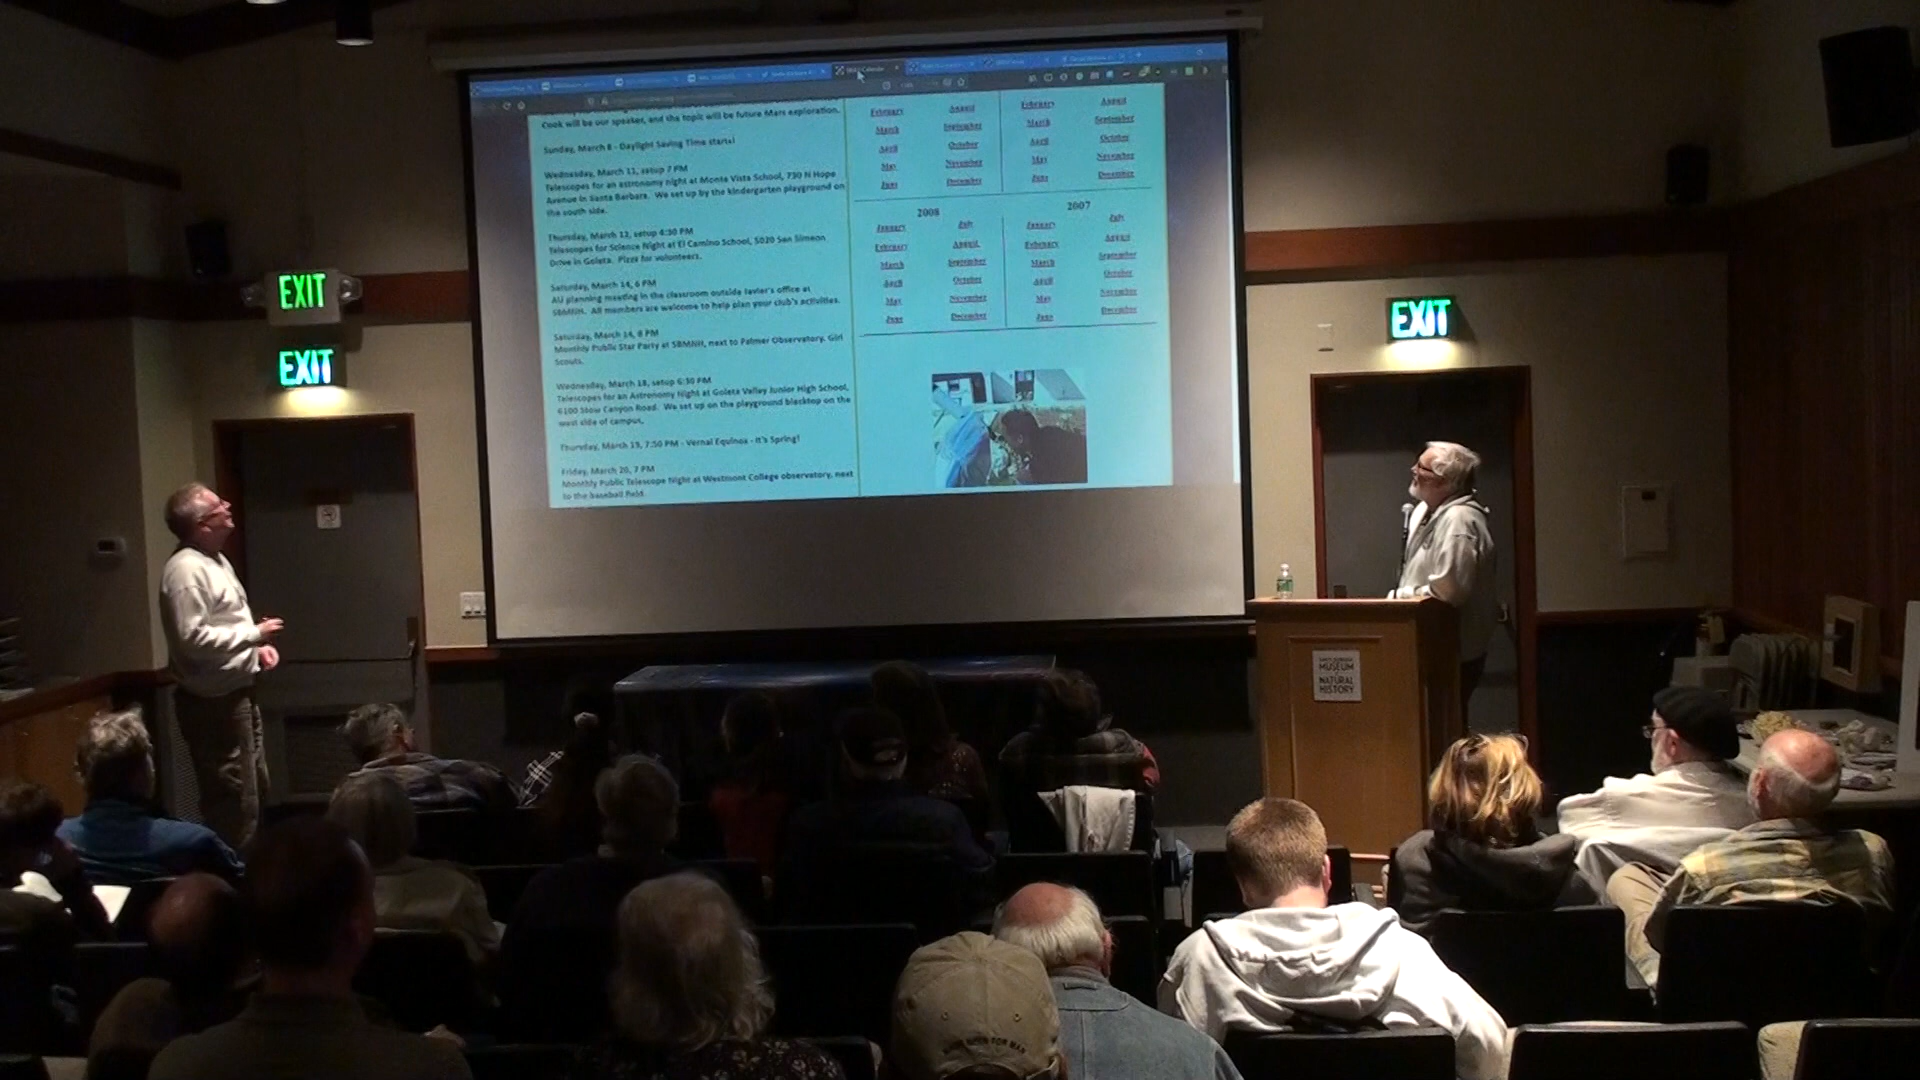 Cook will be our speaker, and the topic will be future Mars exploration.
Sunday, March 8 - Daylight Saving Time starts!
Wednesday, March 11, setup 7 PM
Telescopes for an astronomy night at Monte Vista School, 730 N Hope
Avenue in Santa Barbara. We set up by the kindergarten playground on
the south side.
Thursday, March 12, setup 6:30 PM
Telescopes for Science Night at El Camino School, 5020 San Simeon
Drive in Goleta. Pizza for volunteers.
Saturday, March 14, 6 PM
AU planning meeting in the classroom outside Javier's office at
SBMNH. All members are welcome to help plan your club's activities.
Saturday, March 14, 8 PM
Monthly Public Star Party at SBMNH, next to Palmer Observatory. Girl
Scouts.
Wednesday, March 18, setup 6:30 PM
Telescopes for an Astronomy Night at Goleta Valley Junior High School,
6100 Stow Canyon Road. We set up on the playground blacktop on the
west side of campus.
Thursday, March 19, 7:50 PM - Vernal Equinox - It's Spring!
Friday, March 20, 7 PM
Monthly Public Telescope Night at Westmont College observatory, next
to the baseball field.
February August
March September
April October
May November
June December
February August
March September
April October
May November
June December
2008
January July
February August
March September
April October
May November
June December
2007
January July
February August
March September
April October
May November
June December
EXIT
EXIT
EXIT
MUSEUM
NATURAL
HISTORY